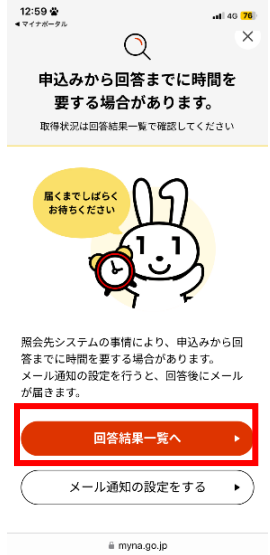 12:59
4G 76
◀ マイナポータル
申込みから回答までに時間を
要する場合があります。
取得状況は回答結果一覧で確認してください
届くまでしばらく
お待ちください
照会先システムの事情により、申込みから回
答までに時間を要する場合があります。
メール通知の設定を行うと、回答後にメール
が届きます。
回答結果一覧へ
メール通知の設定をする
myna.go.jp